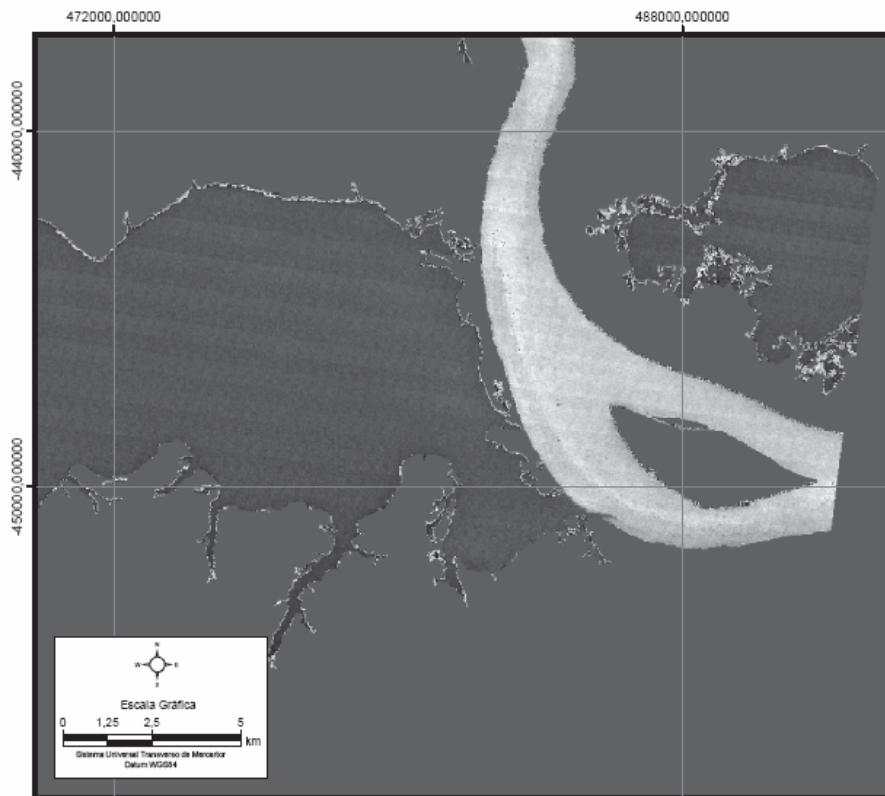 472000,000000 488000,000000
-440000,000000
-450000,000000
N
W E
S
Escala Gráfica
0 1,25 2,5 5
km
Sistema Universal Transverso de Mercartor
Datum WGS84